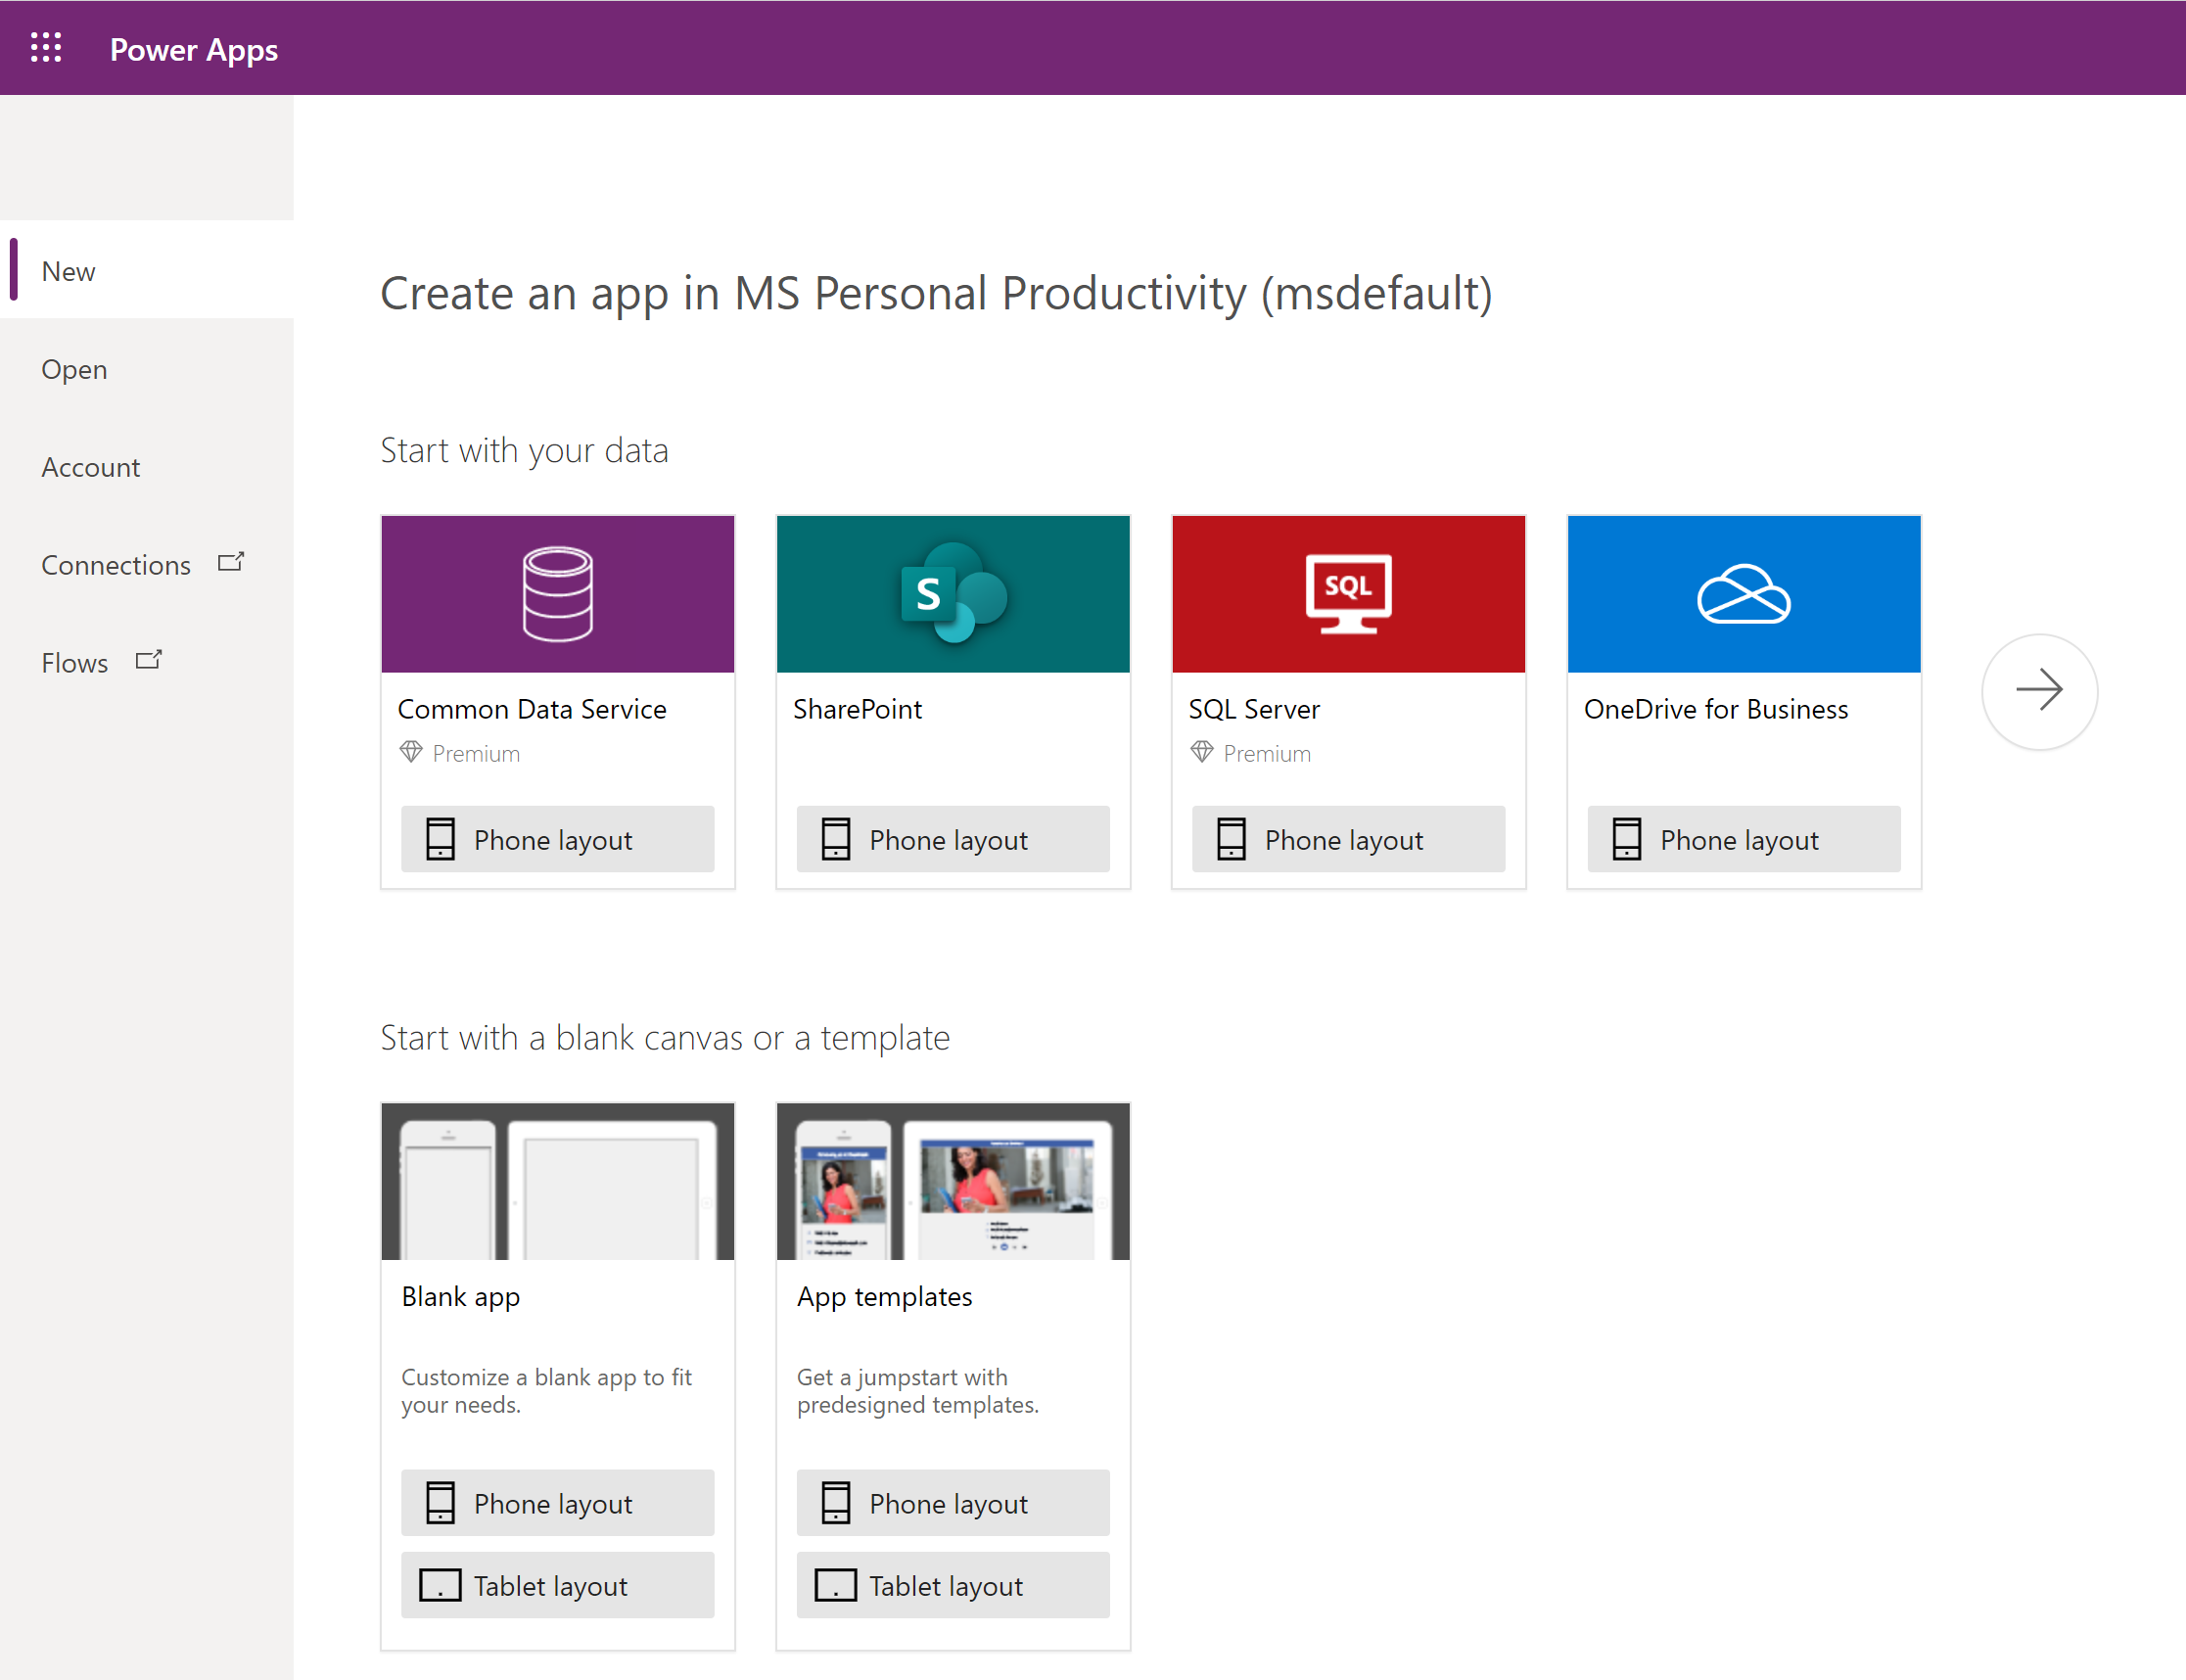 Power Apps
New
Open
Account
Connections
Flows
Create an app in MS Personal Productivity (msdefault)
Start with your data
S
SQL
Common Data Service
Premium
Phone layout
SharePoint
Phone layout
SQL Server
Premium
Phone layout
OneDrive for Business
Phone layout
Start with a blank canvas or a template
Blank app
Customize a blank app to fit
your needs.
Phone layout
Tablet layout
App templates
Get a jumpstart with
predesigned templates.
Phone layout
Tablet layout